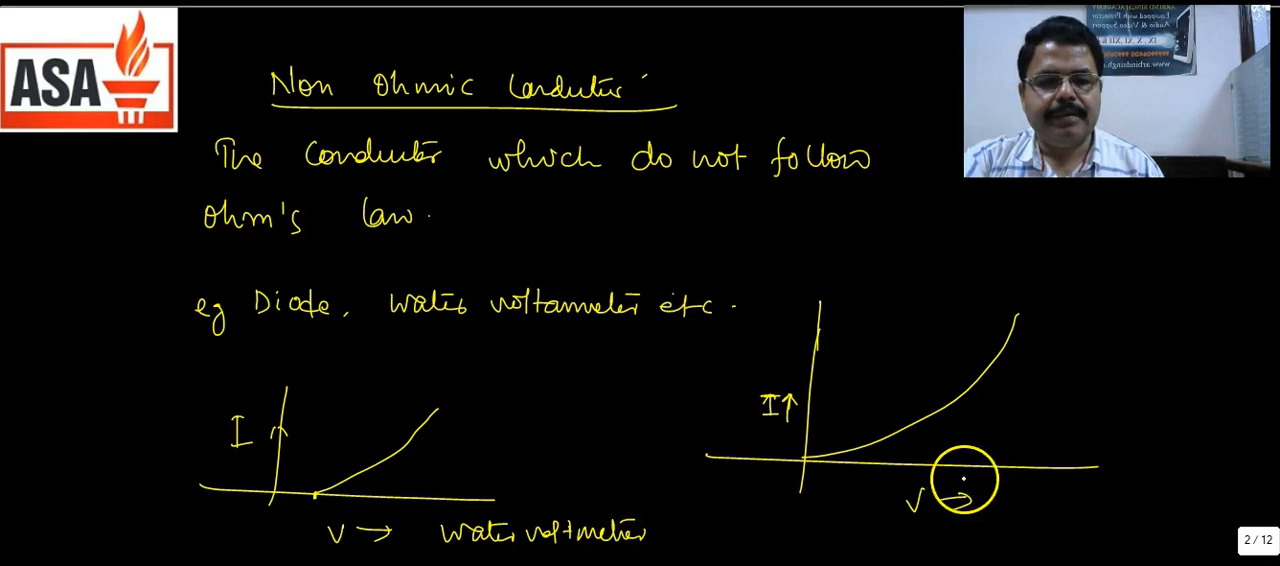 ASA
Non Ohmic Conductor
The Conductor which do not follow
Ohm's law.
eg Diode, Water voltameter etc.
I
I↑
V →
V → Water voltmeter
2 / 12